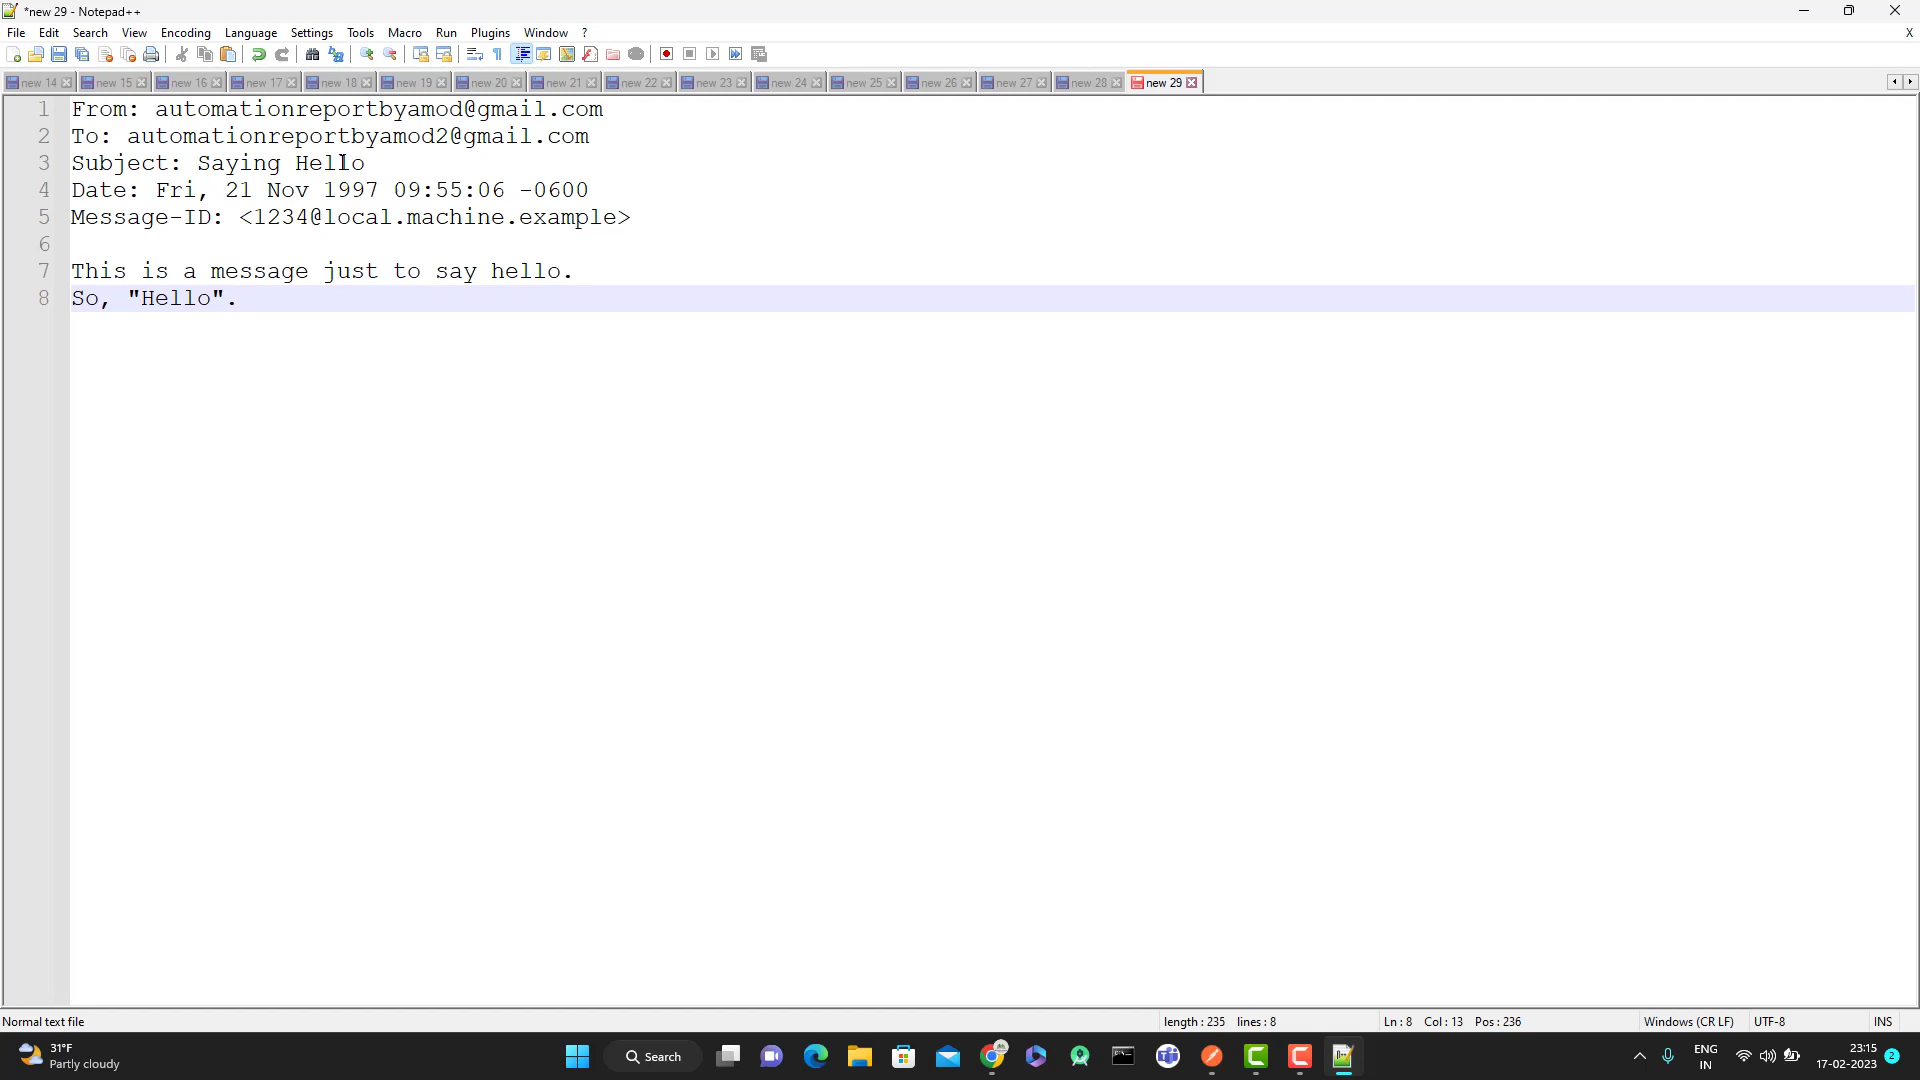 *new 29 - Notepad++
File Edit Search View Encoding Language Settings Tools Macro Run Plugins Window ? X
new 14 new 15 new 16 new 17 new 18 new 19 new 20 new 21 new 22 new 23 new 24 new 25 new 26 new 27 new 28 new 29
1 From: automationreportbyamod@gmail.com
2 To: automationreportbyamod2@gmail.com
3 Subject: Saying Hello
4 Date: Fri, 21 Nov 1997 09:55:06 -0600
5 Message-ID: <1234@local.machine.example>
6
7 This is a message just to say hello.
8 So, "Hello".
Normal text file length : 235 lines : 8 Ln : 8 Col : 13 Pos : 236 Windows (CR LF) UTF-8 INS
31°F
Partly cloudy
Search
ENG
IN
23:15
17-02-2023
2